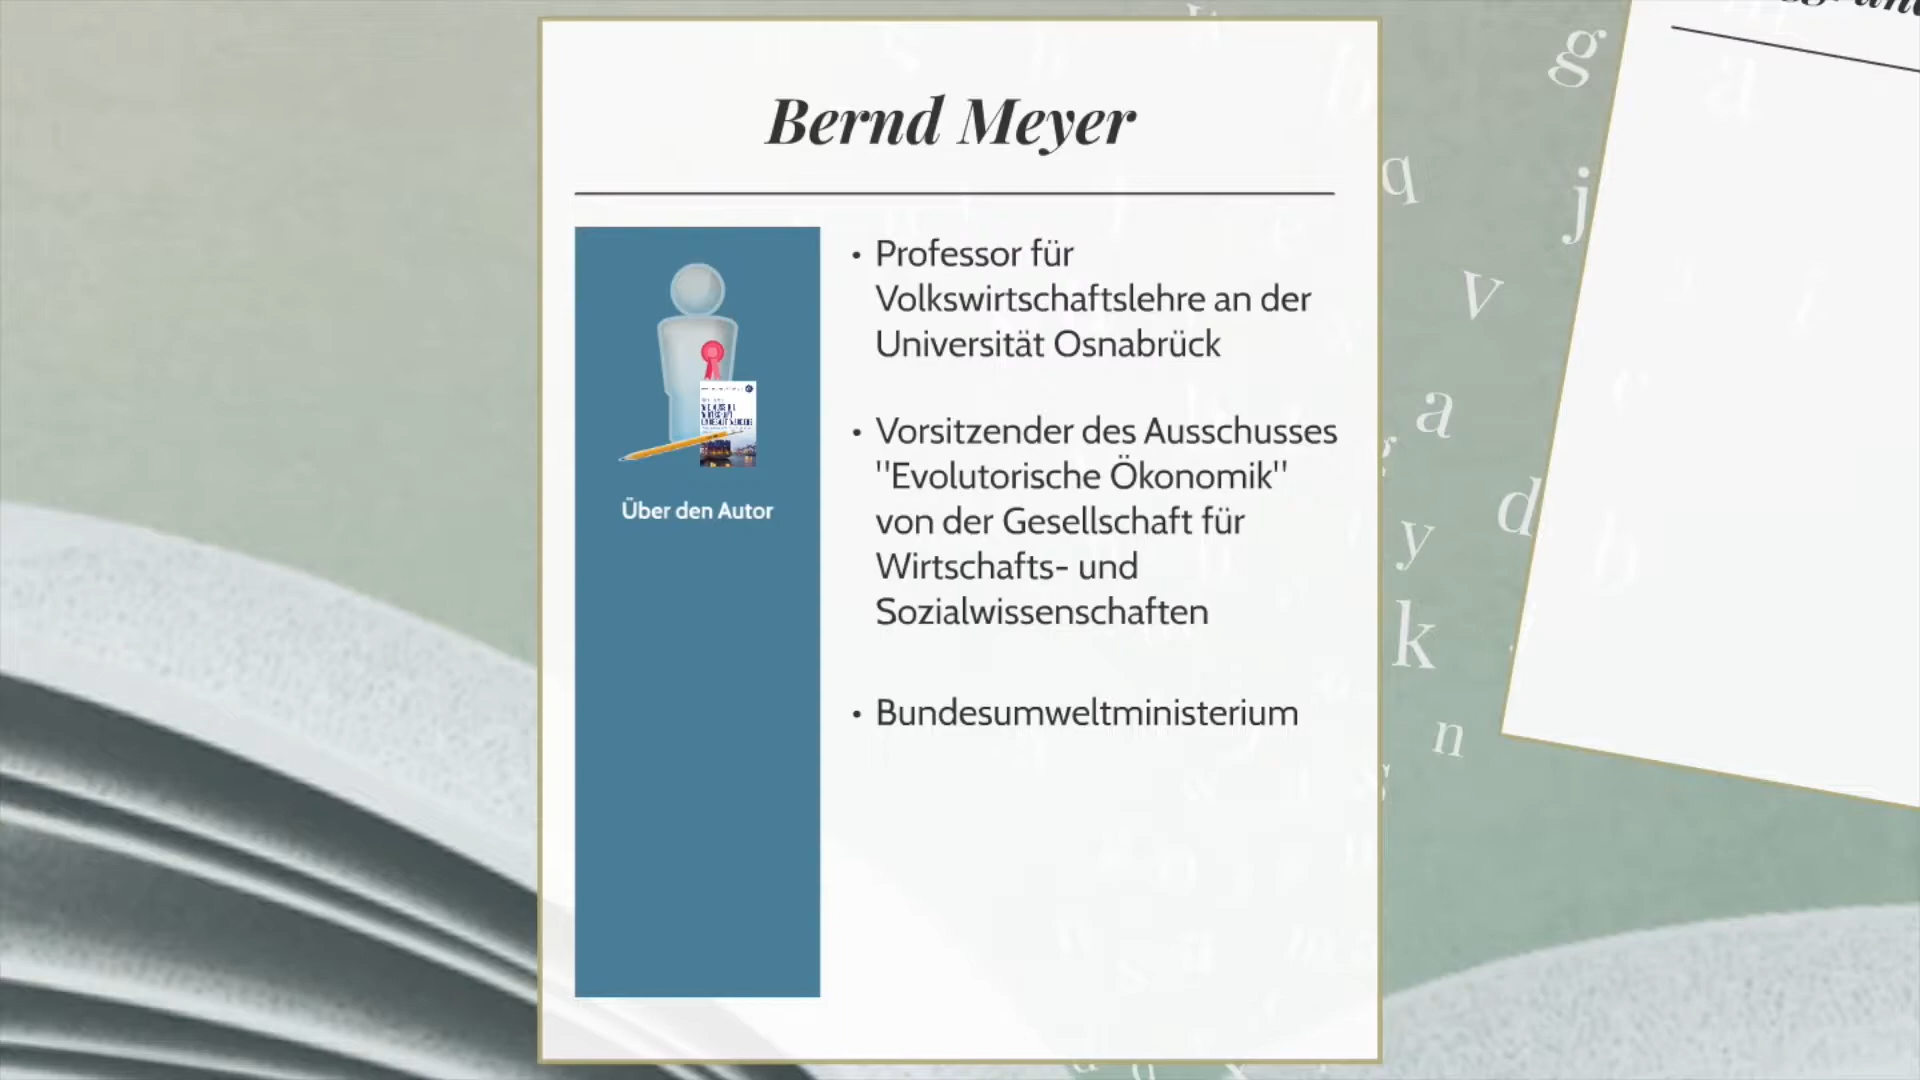 Bernd Meyer
Über den Autor
• Professor für
Volkswirtschaftslehre an der
Universität Osnabrück
• Vorsitzender des Ausschusses
"Evolutorische Ökonomik"
von der Gesellschaft für
Wirtschafts- und
Sozialwissenschaften
• Bundesumweltministerium
g
q
j
v
a
d
y
k
n